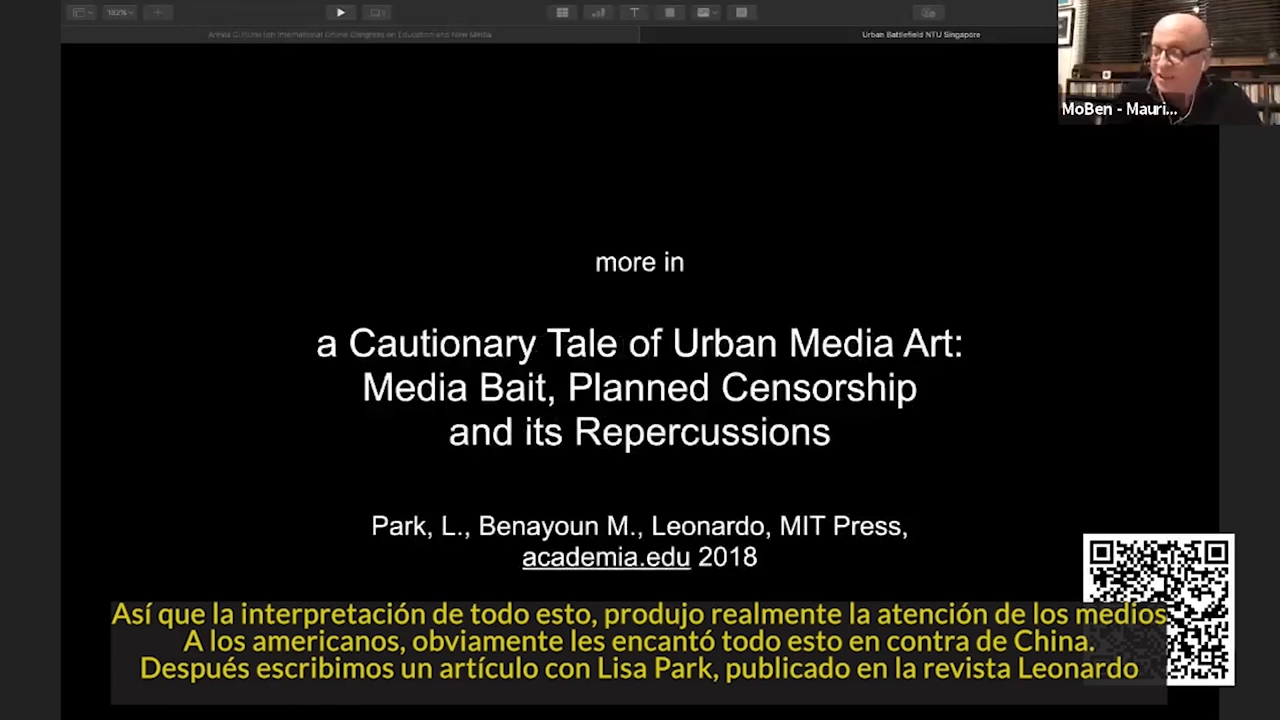 182%
Urban Battlefield NTU Singapore
MoBen - Mauri...
more in
a Cautionary Tale of Urban Media Art:
Media Bait, Planned Censorship
and its Repercussions
Park, L., Benayoun M., Leonardo, MIT Press,
academia.edu 2018
Así que la interpretación de todo esto, produjo realmente la atención de los medios
A los americanos, obviamente les encantó todo esto en contra de China.
Después escribimos un artículo con Lisa Park, publicado en la revista Leonardo